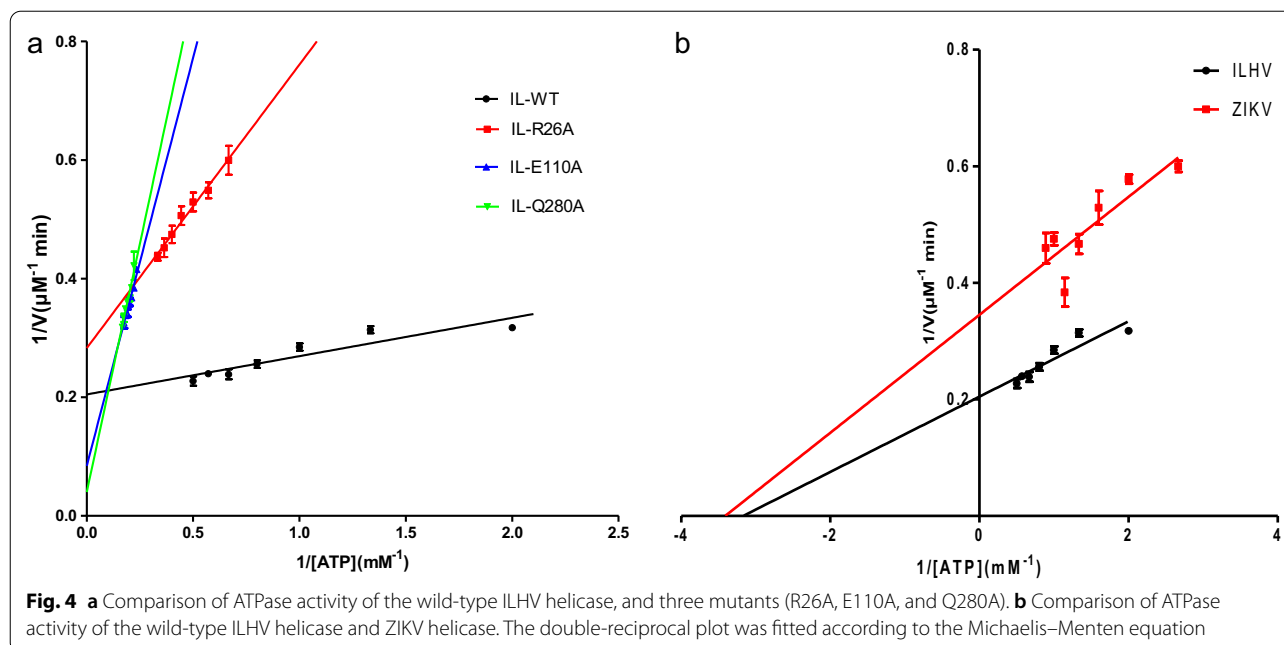 a
0.8
0.6
0.4
0.2
0.0
1/V(µM⁻¹ min)
0.0 0.5 1.0 1.5 2.0 2.5
1/[ATP](mM⁻¹)
IL-WT
IL-R26A
IL-E110A
IL-Q280A
b
0.8
0.6
0.4
0.2
1/V(µM⁻¹ min)
-4 -2 0 2 4
1/[ATP](mM⁻¹)
ILHV
ZIKV
Fig. 4 a Comparison of ATPase activity of the wild-type ILHV helicase, and three mutants (R26A, E110A, and Q280A). b Comparison of ATPase
activity of the wild-type ILHV helicase and ZIKV helicase. The double-reciprocal plot was fitted according to the Michaelis–Menten equation